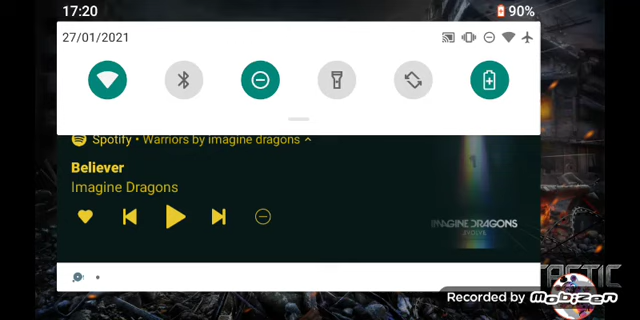 17:20
90%
27/01/2021
Spotify • Warriors by imagine dragons
Believer
Imagine Dragons
IMAGINE DRAGONS
EVOLVE
Recorded by Mobizen